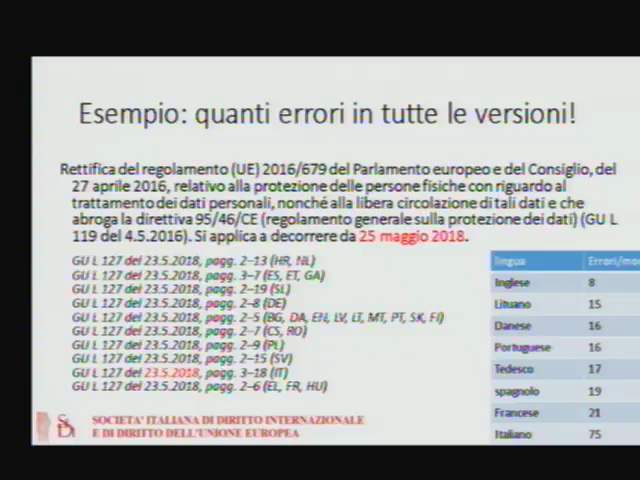 Esempio: quanti errori in tutte le versioni!
Rettifica del regolamento (UE) 2016/679 del Parlamento europeo e del Consiglio, del
27 aprile 2016, relativo alla protezione delle persone fisiche con riguardo al
trattamento dei dati personali, nonché alla libera circolazione di tali dati e che
abroga la direttiva 95/46/CE (regolamento generale sulla protezione dei dati) (GU L
119 del 4.5.2016). Si applica a decorrere da 25 maggio 2018.
GU L 127 del 23.5.2018, pagg. 2–13 (HR, NL)
GU L 127 del 23.5.2018, pagg. 3–7 (ES, ET, GA)
GU L 127 del 23.5.2018, pagg. 2–19 (SL)
GU L 127 del 23.5.2018, pagg. 2–8 (DE)
GU L 127 del 23.5.2018, pagg. 2–5 (BG, DA, EN, LV, LT, MT, PT, SK, FI)
GU L 127 del 23.5.2018, pagg. 2–7 (CS, RO)
GU L 127 del 23.5.2018, pagg. 2–9 (PL)
GU L 127 del 23.5.2018, pagg. 2–15 (SV)
GU L 127 del 23.5.2018, pagg. 3–18 (IT)
GU L 127 del 23.5.2018, pagg. 2–6 (EL, FR, HU)
lingua Errori/mo
Inglese 8
Lituano 15
Danese 16
Portoguese 16
Tedesco 17
spagnolo 19
Francese 21
Italiano 75
SIDI
SOCIETA' ITALIANA DI DIRITTO INTERNAZIONALE
E DI DIRITTO DELL'UNIONE EUROPEA